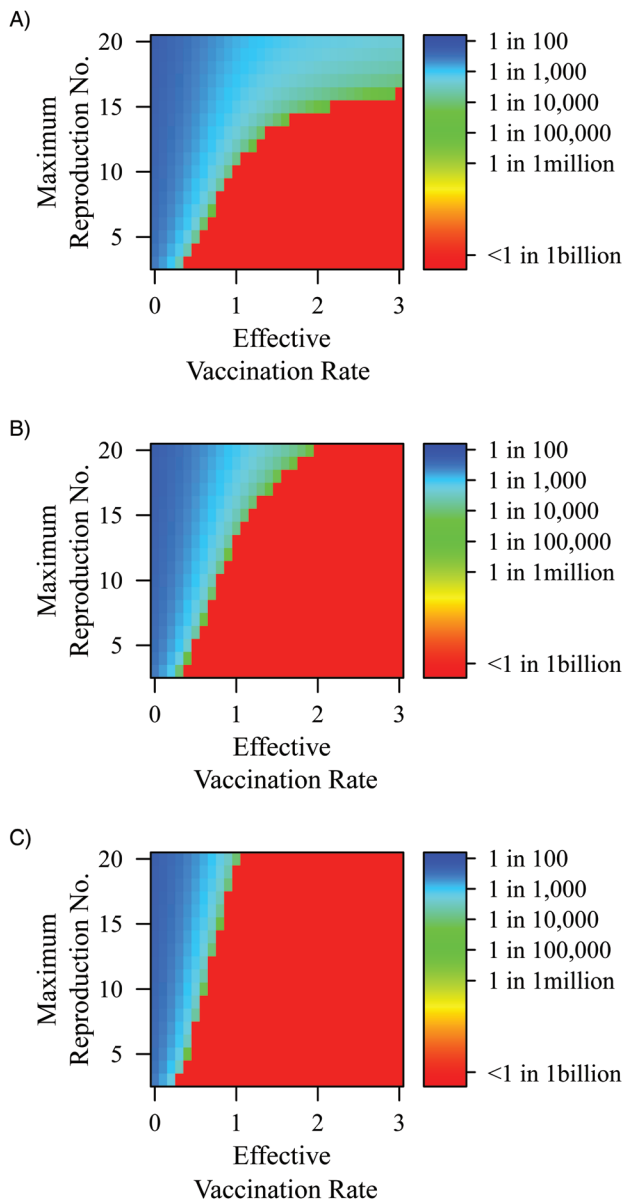 A)
Maximum
Reproduction No.
20
15
10
5
0 1 2 3
Effective
Vaccination Rate
1 in 100
1 in 1,000
1 in 10,000
1 in 100,000
1 in 1million
<1 in 1billion
B)
Maximum
Reproduction No.
20
15
10
5
0 1 2 3
Effective
Vaccination Rate
1 in 100
1 in 1,000
1 in 10,000
1 in 100,000
1 in 1million
<1 in 1billion
C)
Maximum
Reproduction No.
20
15
10
5
0 1 2 3
Effective
Vaccination Rate
1 in 100
1 in 1,000
1 in 10,000
1 in 100,000
1 in 1million
<1 in 1billion